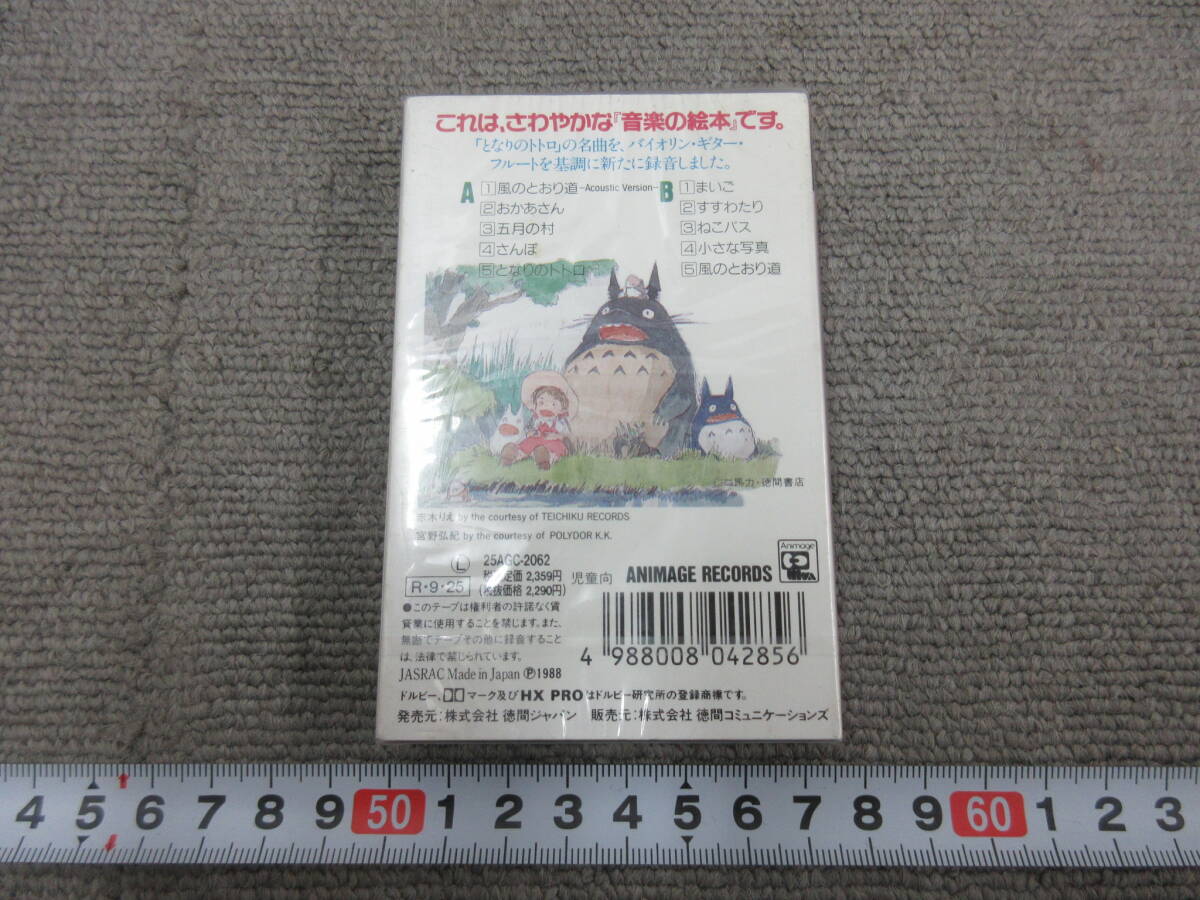 これは、さわやかな『音楽の絵本』です。
「となりのトトロ」の名曲を、バイオリン・ギター・
フルートを基調に新たに録音しました。
A
1 風のとおり道-Acoustic Version-
2 おかあさん
3 五月の村
4 さんぽ
5 となりのトトロ
B
1 まいご
2 すすわたり
3 ねこバス
4 小さな写真
5 風のとおり道
馬力・徳間書店
木りえ by the courtesy of TEICHIKU RECORDS
宮野弘紀 by the courtesy of POLYDOR K.K.
L 25AGC-2062
定価 2,359円
R・9・25 (税抜価格 2,290円)
児童向 ANIMAGE RECORDS
Animage
●このテープは権利者の許諾なく賃
貸業に使用することを禁じます。また、
無断でテープその他に録音すること
は、法律で禁じられています。
JASRAC Made in Japan Ⓟ1988
4 988008 042856
ドルビー、マーク及びHX PROはドルビー研究所の登録商標です。
発売元:株式会社 徳間ジャパン 販売元:株式会社 徳間コミュニケーションズ
4 5 6 7 8 9 50 1 2 3 4 5 6 7 8 9 60 1 2 3